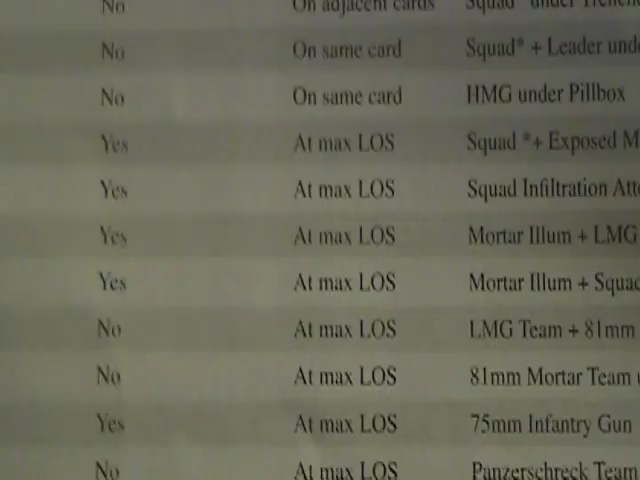 No On adjacent cards Squad* under
No On same card Squad* + Leader
No On same card HMG under Pillbox
Yes At max LOS Squad *+ Exposed
Yes At max LOS Squad Infiltration
Yes At max LOS Mortar Illum + LMG
Yes At max LOS Mortar Illum +
No At max LOS LMG Team + 81mm
No At max LOS 81mm Mortar Team
Yes At max LOS 75mm Infantry Gun
No At max LOS Panzerschreck Team